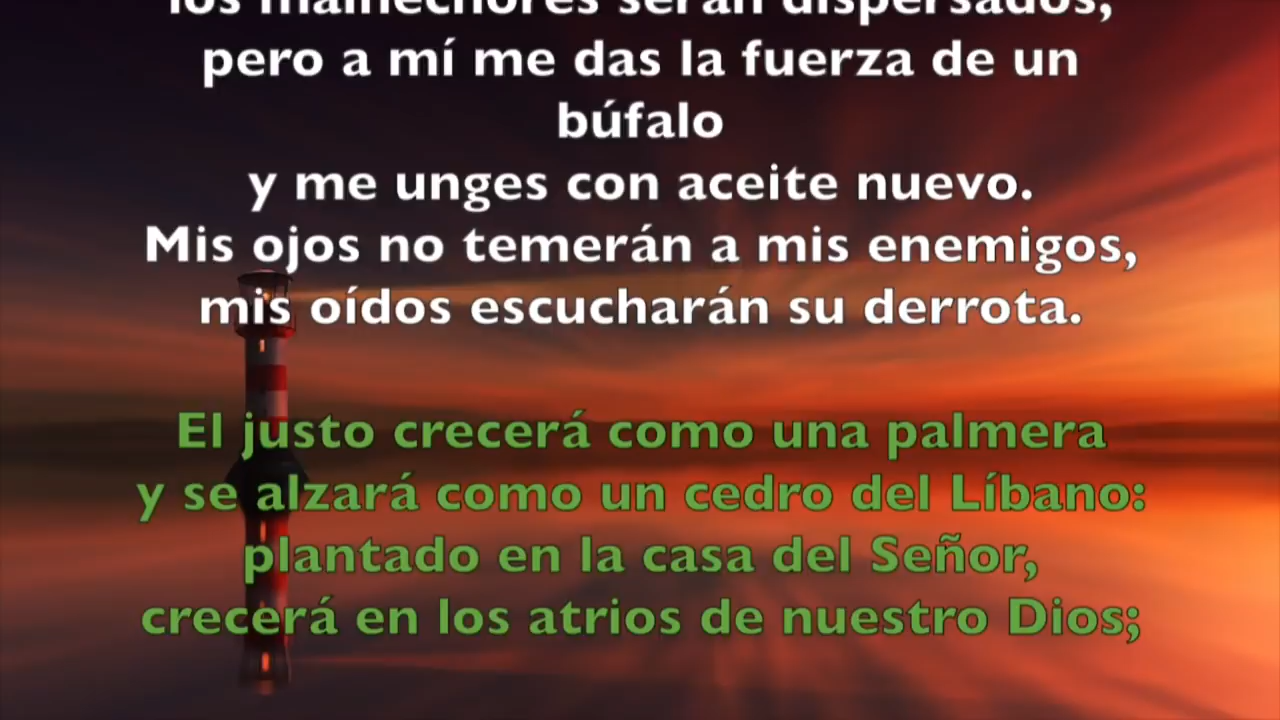 los malhechores serán dispersados,
pero a mí me das la fuerza de un
búfalo
y me unges con aceite nuevo.
Mis ojos no temerán a mis enemigos,
mis oídos escucharán su derrota.
El justo crecerá como una palmera
y se alzará como un cedro del Líbano:
plantado en la casa del Señor,
crecerá en los atrios de nuestro Dios;